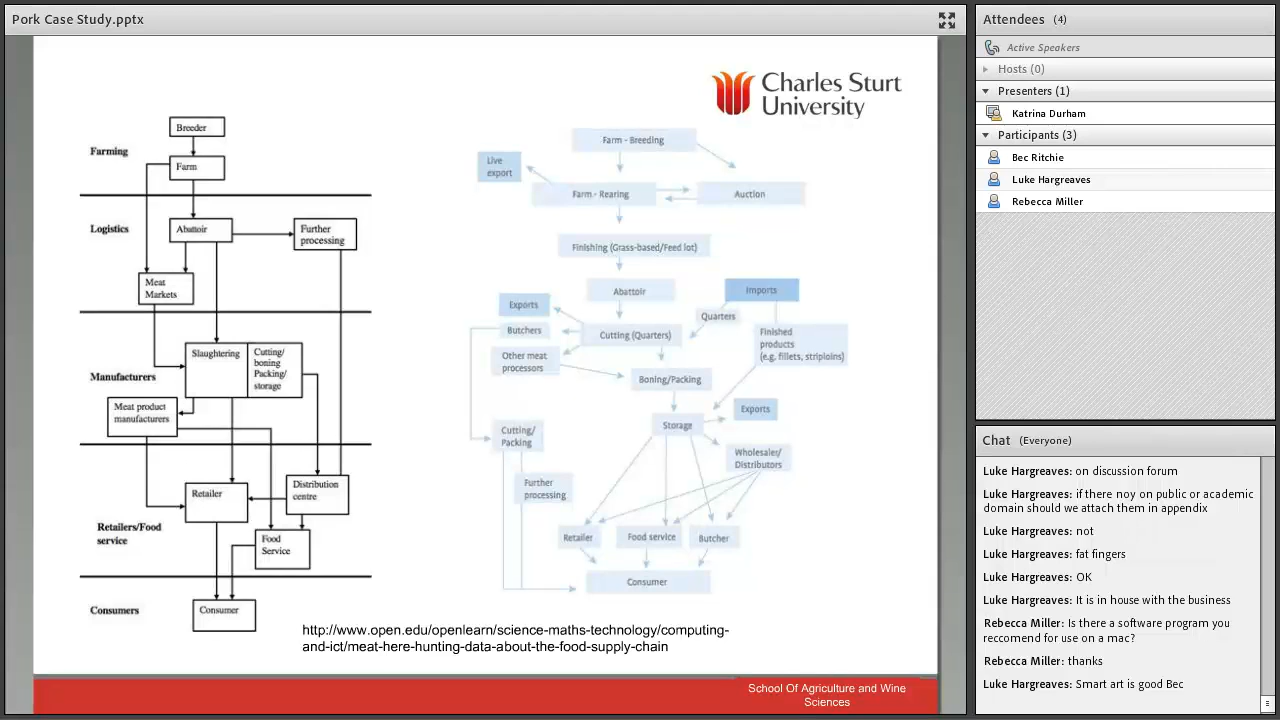 Pork Case Study.pptx
Charles Sturt
University
Breeder
Farming
Farm
Logistics
Abattoir
Further
processing
Meat
Markets
Slaughtering
Cutting/
boning
Packing/
storage
Manufacturers
Meat product
manufacturers
Retailer
Distribution
centre
Retailers/Food
service
Food
Service
Consumers
Consumer
Farm - Breeding
Live
export
Farm - Rearing
Auction
Finishing (Grass-based/Feed lot)
Abattoir
Imports
Exports
Quarters
Butchers
Cutting (Quarters)
Finished
products
(e.g. fillets, striploins)
Other meat
processors
Boning/Packing
Exports
Storage
Cutting/
Packing
Wholesaler/
Distributors
Further
processing
Retailer
Food service
Butcher
Consumer
http://www.open.edu/openlearn/science-maths-technology/computing-
and-ict/meat-here-hunting-data-about-the-food-supply-chain
School Of Agriculture and Wine
Sciences
Attendees (4)
Active Speakers
Hosts (0)
Presenters (1)
Katrina Durham
Participants (3)
Bec Ritchie
Luke Hargreaves
Rebecca Miller
Chat (Everyone)
Luke Hargreaves: on discussion forum
Luke Hargreaves: if there noy on public or academic
domain should we attach them in appendix
Luke Hargreaves: not
Luke Hargreaves: fat fingers
Luke Hargreaves: OK
Luke Hargreaves: It is in house with the business
Rebecca Miller: Is there a software program you
reccomend for use on a mac?
Rebecca Miller: thanks
Luke Hargreaves: Smart art is good Bec